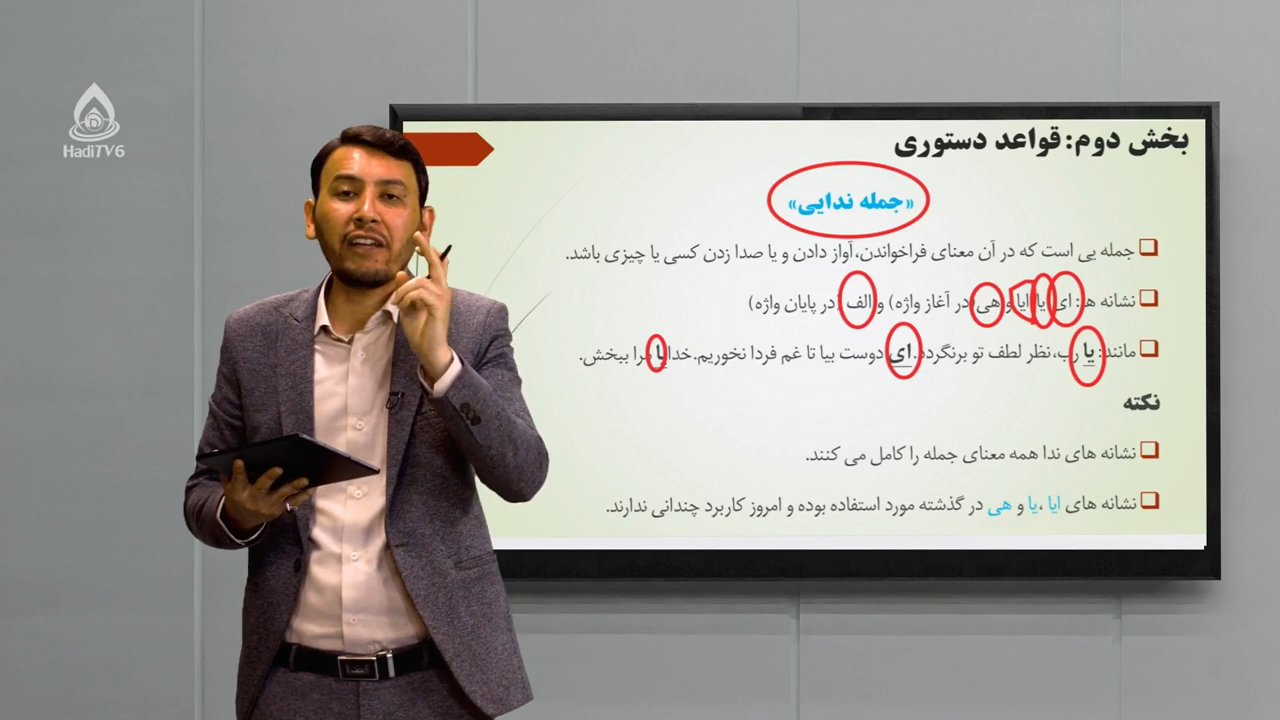 HadiTV6
بخش دوم: قواعد دستوری
«جمله ندایی»
جمله یی است که در آن معنای فراخواندن، آواز دادن و یا صدا زدن کسی یا چیزی باشد.
نشانه ها: ای یا ایا و هی (در آغاز واژه) و الف (در پایان واژه)
مانند: یا رب، نظر لطف تو برنگردد. ای دوست بیا تا غم فردا نخوریم. خدایا مرا ببخش.
نکته
نشانه های ندا همه معنای جمله را کامل می کنند.
نشانه های ایا، یا و هی در گذشته مورد استفاده بوده و امروز کاربرد چندانی ندارند.